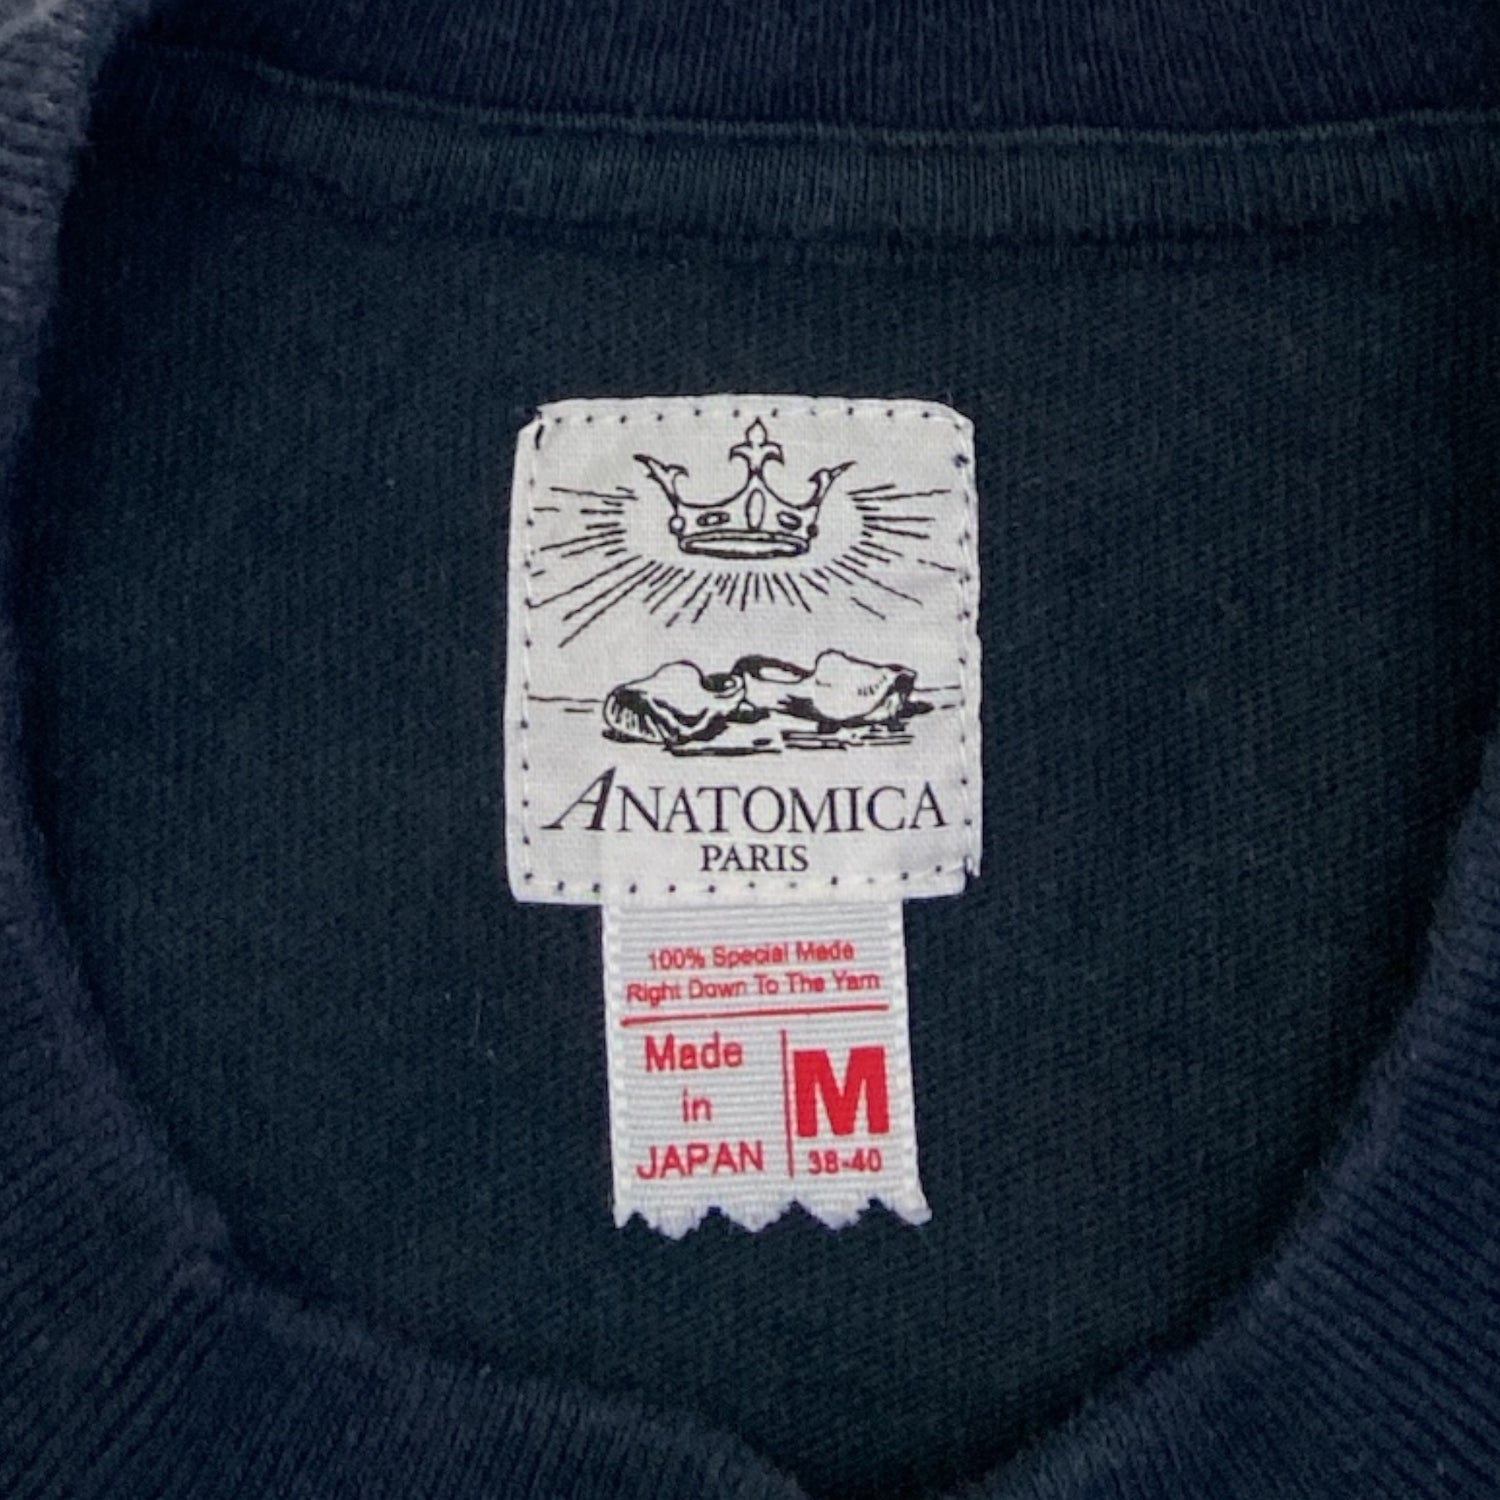 ANATOMICA
PARIS
100% Special Made
Right Down To The Yarn
Made
in
JAPAN
M
38-40